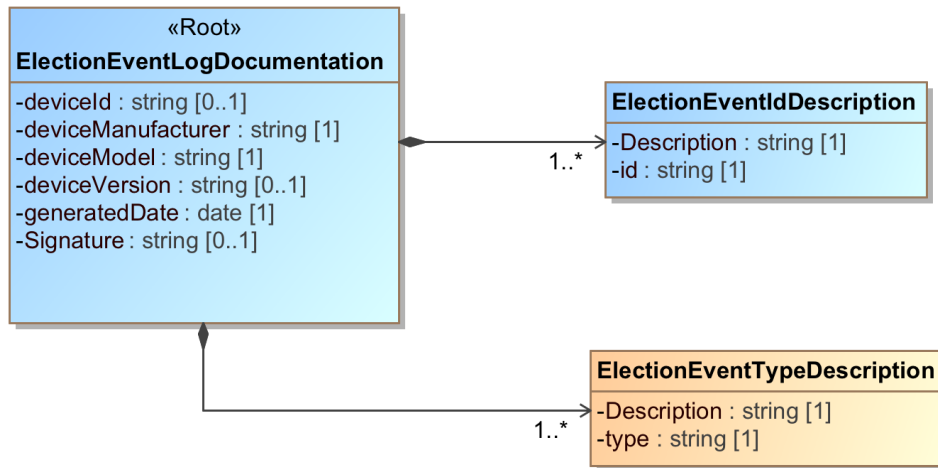 «Root»
ElectionEventLogDocumentation
-deviceId : string [0..1]
-deviceManufacturer : string [1]
-deviceModel : string [1]
-deviceVersion : string [0..1]
-generatedDate : date [1]
-Signature : string [0..1]
1..*
ElectionEventIdDescription
-Description : string [1]
-id : string [1]
1..*
ElectionEventTypeDescription
-Description : string [1]
-type : string [1]